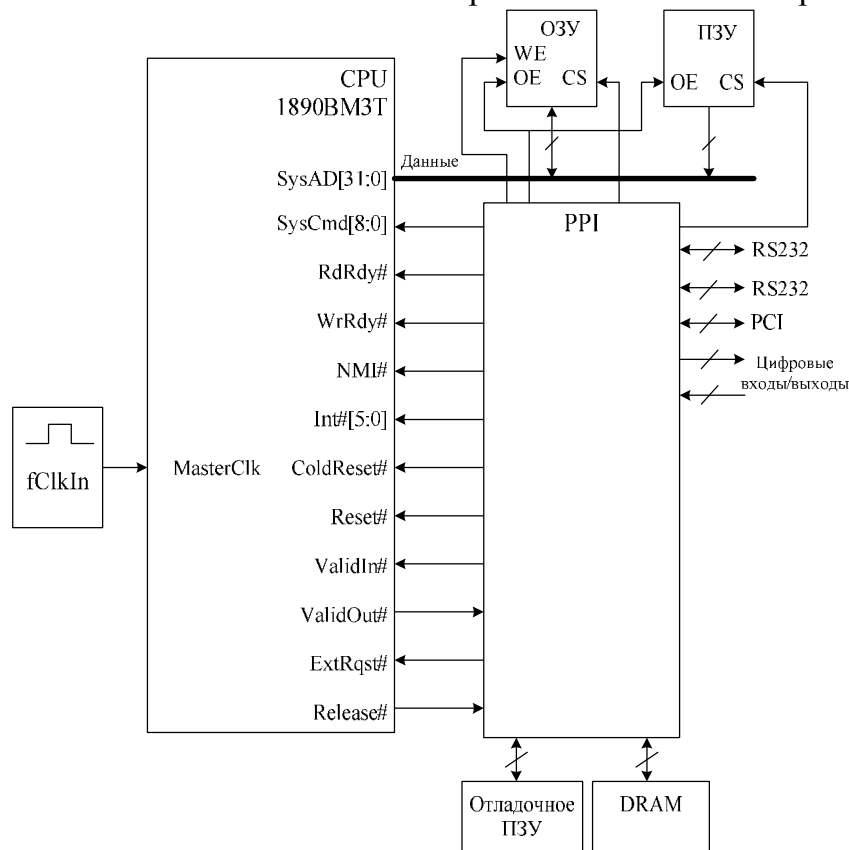 ОЗУ
WE
OE CS
ПЗУ
OE CS
CPU
1890ВМ3Т
Данные
SysAD[31:0]
SysCmd[8:0]
PPI
RS232
RdRdy#
RS232
WrRdy#
PCI
NMI#
Цифровые
входы/выходы
Int#[5:0]
fClkIn
MasterClk
ColdReset#
Reset#
ValidIn#
ValidOut#
ExtRqst#
Release#
Отладочное
ПЗУ
DRAM